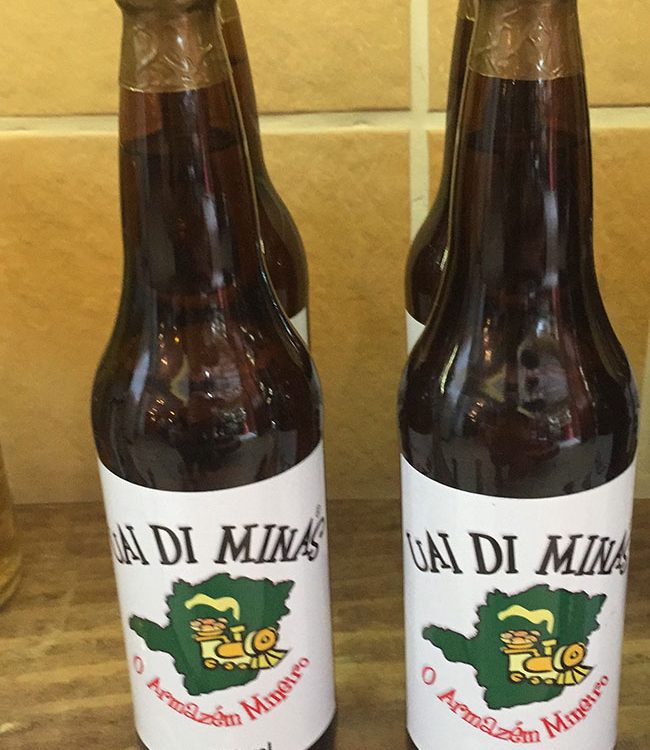 UAI DI MINAS®
O Armazém Mineiro
UAI DI MINAS
O Armazém Mineiro